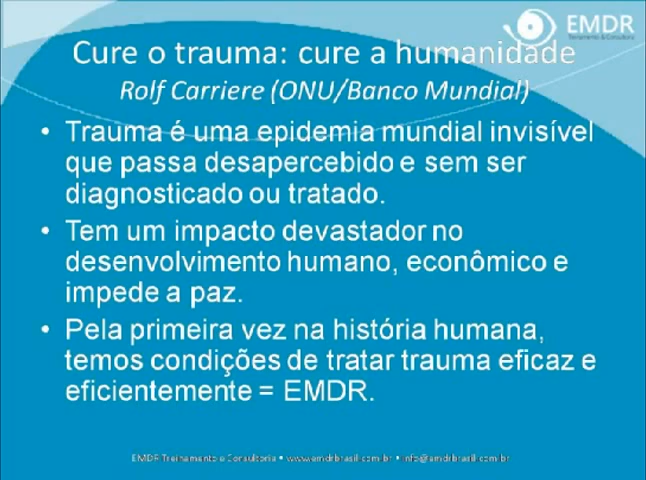 EMDR
Treinamento & Consultoria
Cure o trauma: cure a humanidade
Rolf Carriere (ONU/Banco Mundial)
• Trauma é uma epidemia mundial invisível
que passa desapercebido e sem ser
diagnosticado ou tratado.
• Tem um impacto devastador no
desenvolvimento humano, econômico e
impede a paz.
• Pela primeira vez na história humana,
temos condições de tratar trauma eficaz e
eficientemente = EMDR.
EMDR Treinamento e Consultoria • www.emdrbrasil.com.br • info@emdrbrasil.com.br